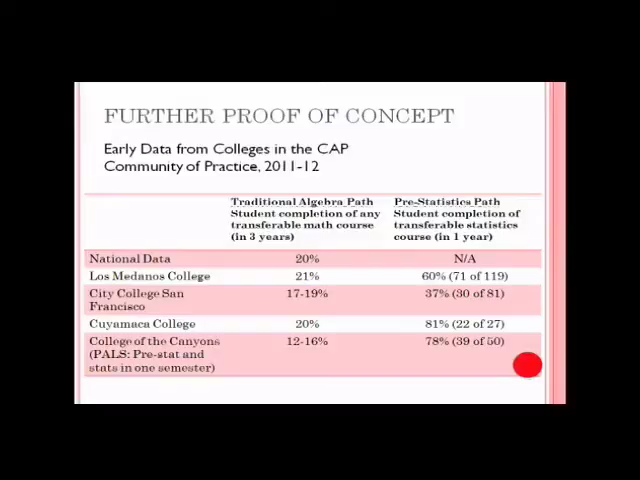 FURTHER PROOF OF CONCEPT
Early Data from Colleges in the CAP
Community of Practice, 2011-12
Traditional Algebra Path
Student completion of any
transferable math course
(in 3 years)
Pre-Statistics Path
Student completion of
transferable statistics
course (in 1 year)
National Data 20% N/A
Los Medanos College 21% 60% (71 of 119)
City College San 17-19% 37% (30 of 81)
Francisco
Cuyamaca College 20% 81% (22 of 27)
College of the Canyons 12-16% 78% (39 of 50)
(PALS: Pre-stat and
stats in one semester)